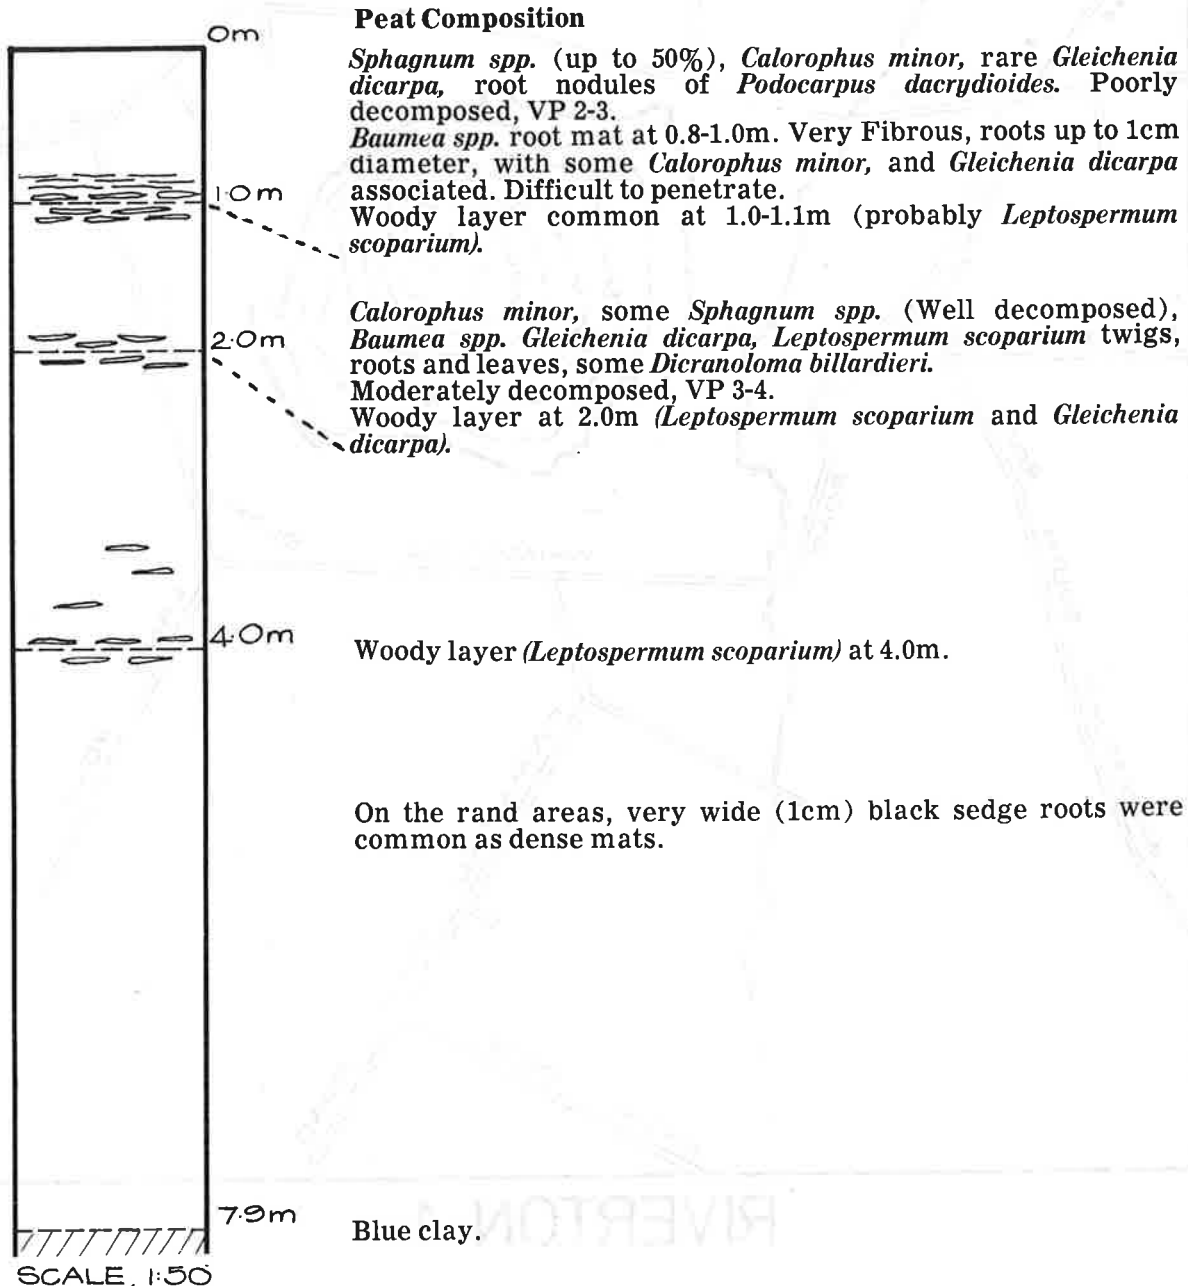 Peat Composition
0m
Sphagnum spp. (up to 50%), Calorophus minor, rare Gleichenia
dicarpa, root nodules of Podocarpus dacrydioides. Poorly
decomposed, VP 2-3.
Baumea spp. root mat at 0.8-1.0m. Very Fibrous, roots up to 1cm
diameter, with some Calorophus minor, and Gleichenia dicarpa
associated. Difficult to penetrate.
1·0m
Woody layer common at 1.0-1.1m (probably Leptospermum
scoparium).
Calorophus minor, some Sphagnum spp. (Well decomposed),
2·0m
Baumea spp. Gleichenia dicarpa, Leptospermum scoparium twigs,
roots and leaves, some Dicranoloma billardieri.
Moderately decomposed, VP 3-4.
Woody layer at 2.0m (Leptospermum scoparium and Gleichenia
dicarpa).
4·0m
Woody layer (Leptospermum scoparium) at 4.0m.
On the rand areas, very wide (1cm) black sedge roots were
common as dense mats.
7·9m
Blue clay.
SCALE, 1:50
RIVERTON A